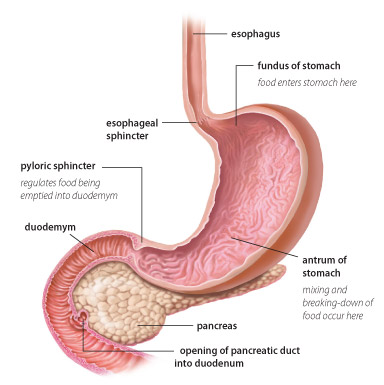 esophagus
fundus of stomach
food enters stomach here
esophageal
sphincter
pyloric sphincter
regulates food being
emptied into duodemym
duodemym
antrum of
stomach
mixing and
breaking-down of
food occur here
pancreas
opening of pancreatic duct
into duodenum